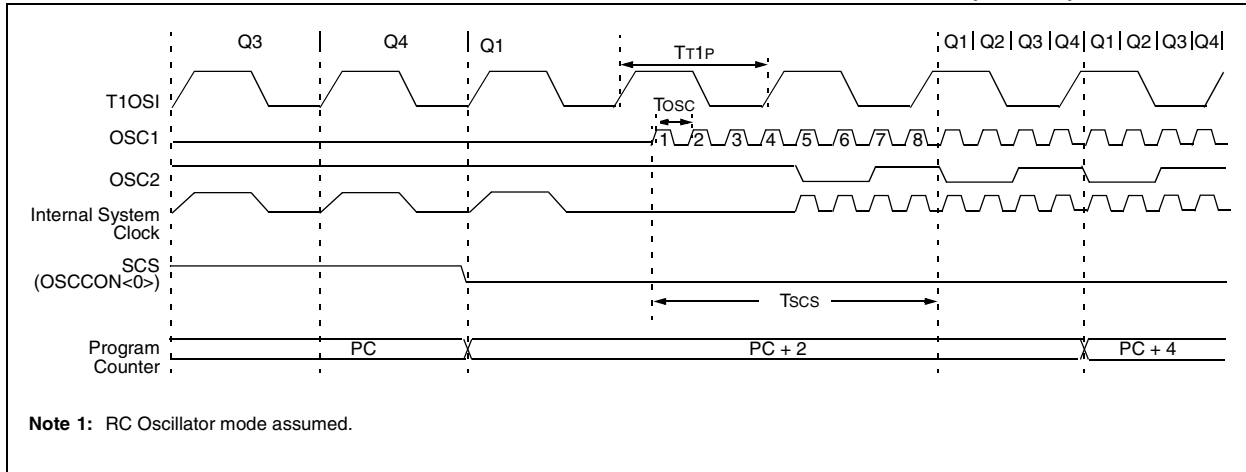 Q3 Q4 Q1 Q1 Q2 Q3 Q4 Q1 Q2 Q3 Q4
TT1P
T1OSI
TOSC
OSC1 1 2 3 4 5 6 7 8
OSC2
Internal System
Clock
SCS
(OSCCON<0>)
TSCS
Program
Counter
PC PC + 2 PC + 4
Note 1: RC Oscillator mode assumed.